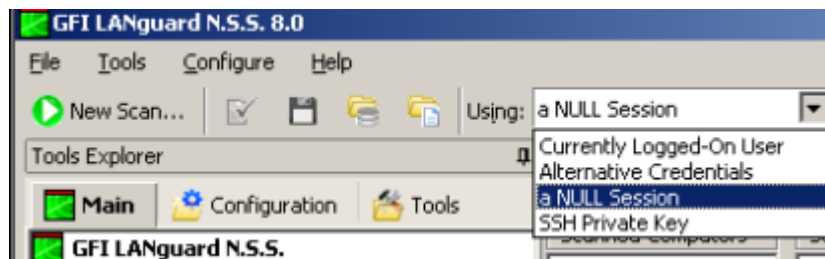 GFI LANguard N.S.S. 8.0
File Tools Configure Help
New Scan... Using: a NULL Session
Tools Explorer
Currently Logged-On User
Alternative Credentials
a NULL Session
SSH Private Key
Main Configuration Tools
GFI LANguard N.S.S.